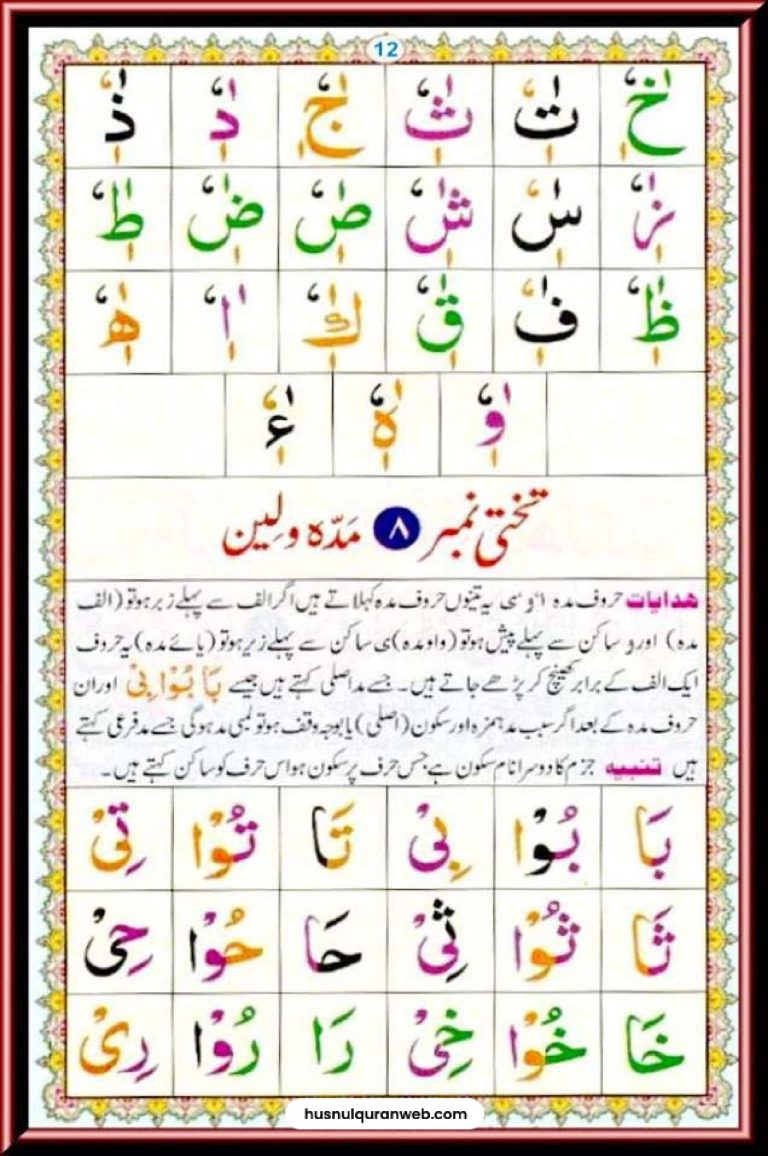 12
خٰٖٗ تٰٖٗ ثٰٖٗ جٰٖٗ دٰٖٗ ذٰٖٗ
زٰٖٗ سٰٖٗ شٰٖٗ صٰٖٗ ضٰٖٗ طٰٖٗ
ظٰٖٗ فٰٖٗ قٰٖٗ كٰٖٗ اٰٖٗ ھٰٖٗ
وٰٖٗ ہٰٖٗ ءٰٖٗ
تختی نمبر ۸ مَدّہ و لِین
ھدایات حروف مدہ ا، و، ی یہ تینوں حروف مدہ کہلاتے ہیں اگر الف سے پہلے زبر ہو تو (الف
مدہ) اور و ساکن سے پہلے پیش ہو تو (واو مدہ) ی ساکن سے پہلے زیر ہو تو (یائے مدہ) یہ حروف
ایک الف کے برابر کھینچ کر پڑھے جاتے ہیں۔ جسے مد اصلی کہتے ہیں جیسے بَا بُوْا بِیْ اور ان
حروف مدہ کے بعد اگر سبب مد ہمزہ اور سکون (اصلی) یا بوجہ وقف ہو تو لمبی مد ہوگی جسے مد فرعی کہتے
ہیں تنبیہ جزم کا دوسرا نام سکون ہے جس حرف پر سکون ہو اس حرف کو ساکن کہتے ہیں۔
بَا بُوْا بِیْ تَا تُوْا تِیْ
ثَا ثُوْا ثِیْ حَا حُوْا حِیْ
خَا خُوْا خِیْ رَا رُوْا رِیْ
husnulquranweb.com